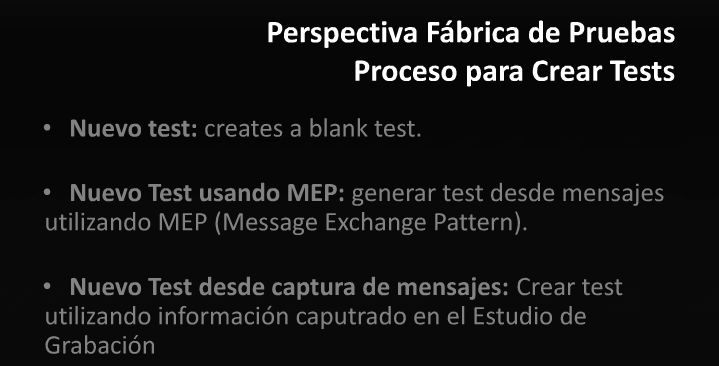 Perspectiva Fábrica de Pruebas
Proceso para Crear Tests
• Nuevo test: creates a blank test.
• Nuevo Test usando MEP: generar test desde mensajes
utilizando MEP (Message Exchange Pattern).
• Nuevo Test desde captura de mensajes: Crear test
utilizando información caputrado en el Estudio de
Grabación